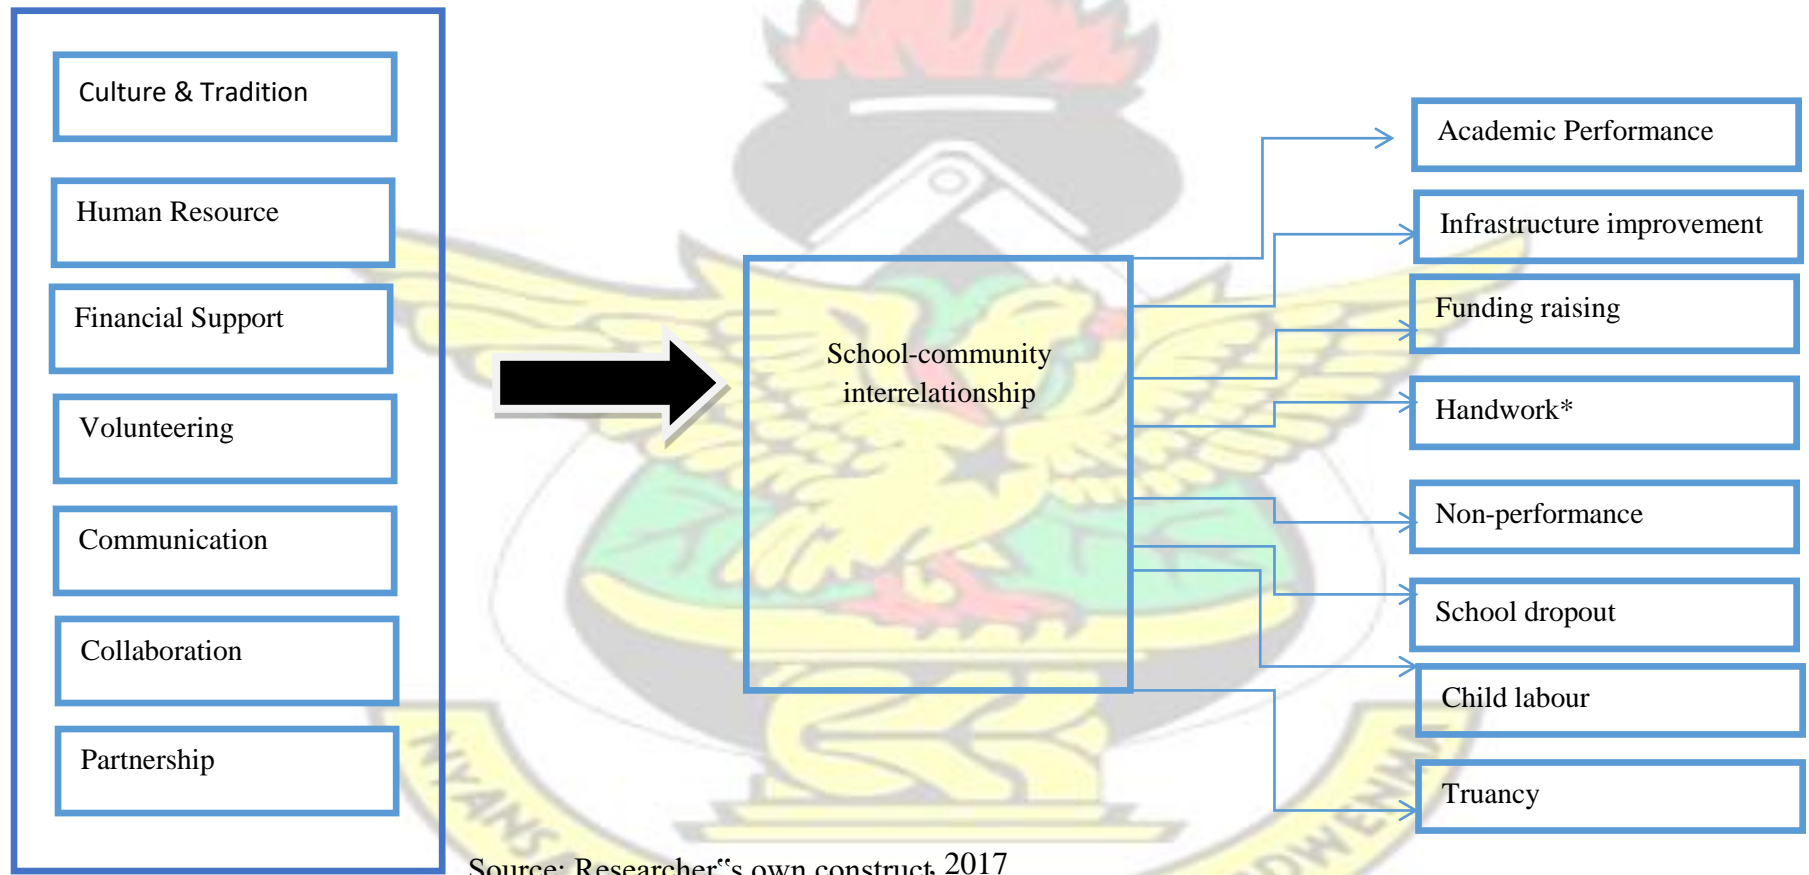 Culture & Tradition
Human Resource
Financial Support
Volunteering
Communication
Collaboration
Partnership
School-community
interrelationship
Academic Performance
Infrastructure improvement
Funding raising
Handwork*
Non-performance
School dropout
Child labour
Truancy
Source: Researcher‟s own construct, 2017